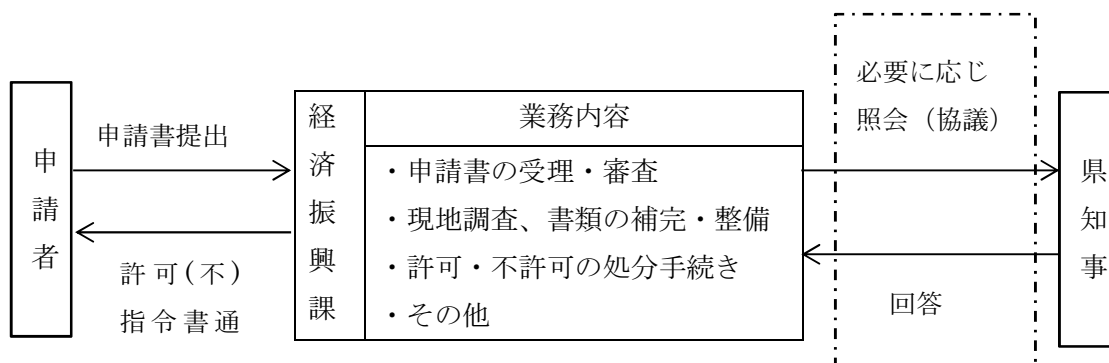 申請者
申請書提出
許可(不)
指令書通
経済振興課
業務内容
・申請書の受理・審査
・現地調査、書類の補完・整備
・許可・不許可の処分手続き
・その他
必要に応じ
照会（協議）
回答
県知事